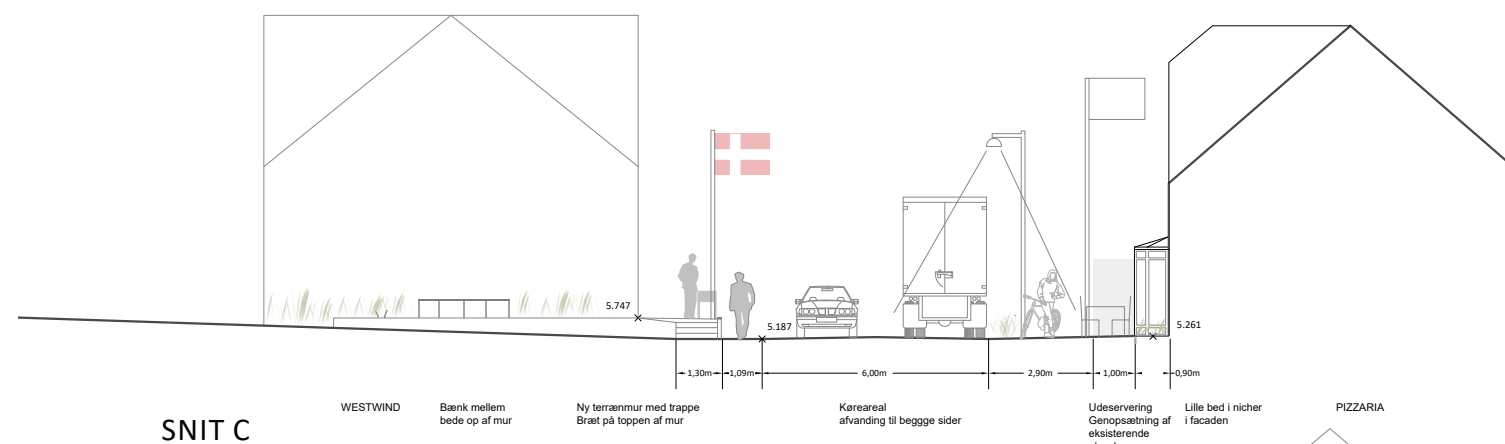 5.747
5.187
5.261
1,30m
1,09m
6,00m
2,90m
1,00m
0,90m
WESTWIND
Bænk mellem
bede op af mur
Ny terrænmur med trappe
Bræt på toppen af mur
Køreareal
afvanding til beggge sider
Udeservering
Genopsætning af
eksisterende
Lille bed i nicher
i facaden
PIZZARIA
SNIT C